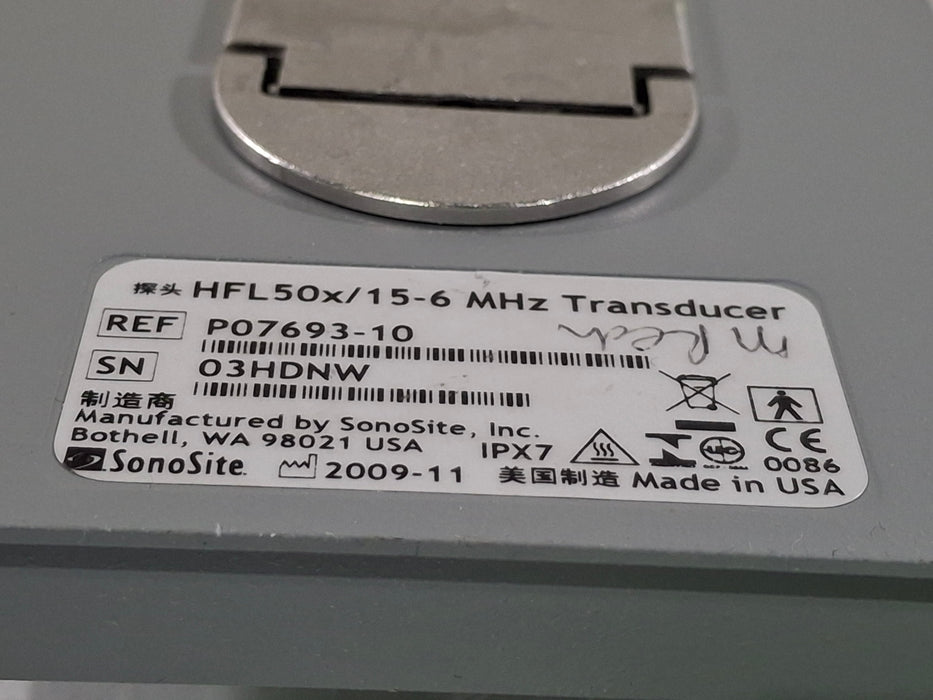 探头 HFL50x/15-6 MHz Transducer
REF P07693-10
SN 03HDNW
制造商
Manufactured by SonoSite, Inc.
Bothell, WA 98021 USA
IPX7
CE
0086
SonoSite 2009-11 美国制造 Made in USA